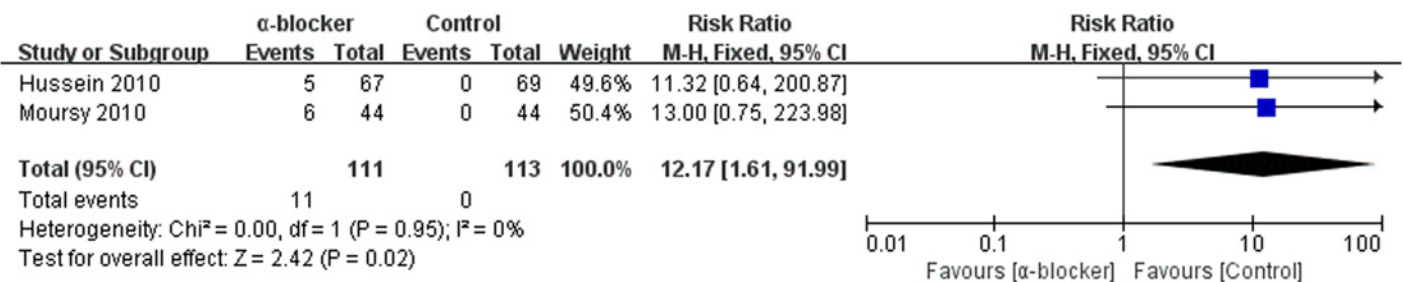 α-blocker Control Risk Ratio Risk Ratio
Study or Subgroup Events Total Events Total Weight M-H, Fixed, 95% CI M-H, Fixed, 95% CI
Hussein 2010 5 67 0 69 49.6% 11.32 [0.64, 200.87]
Moursy 2010 6 44 0 44 50.4% 13.00 [0.75, 223.98]
Total (95% CI) 111 113 100.0% 12.17 [1.61, 91.99]
Total events 11 0
Heterogeneity: Chi² = 0.00, df = 1 (P = 0.95); I² = 0%
Test for overall effect: Z = 2.42 (P = 0.02)
0.01 0.1 1 10 100
Favours [α-blocker] Favours [Control]